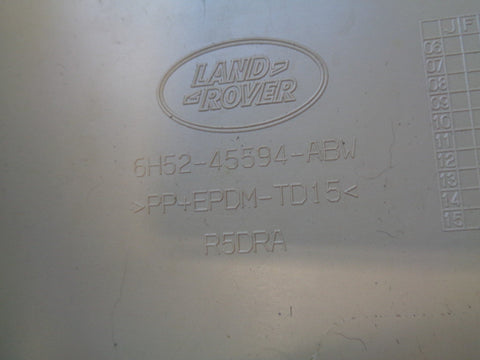 LAND
ROVER
6H52-45594-ABW
>PP+EPDM-TD15<
R5DRA
J F
06
07
08
09
10
11
12
13
14
15